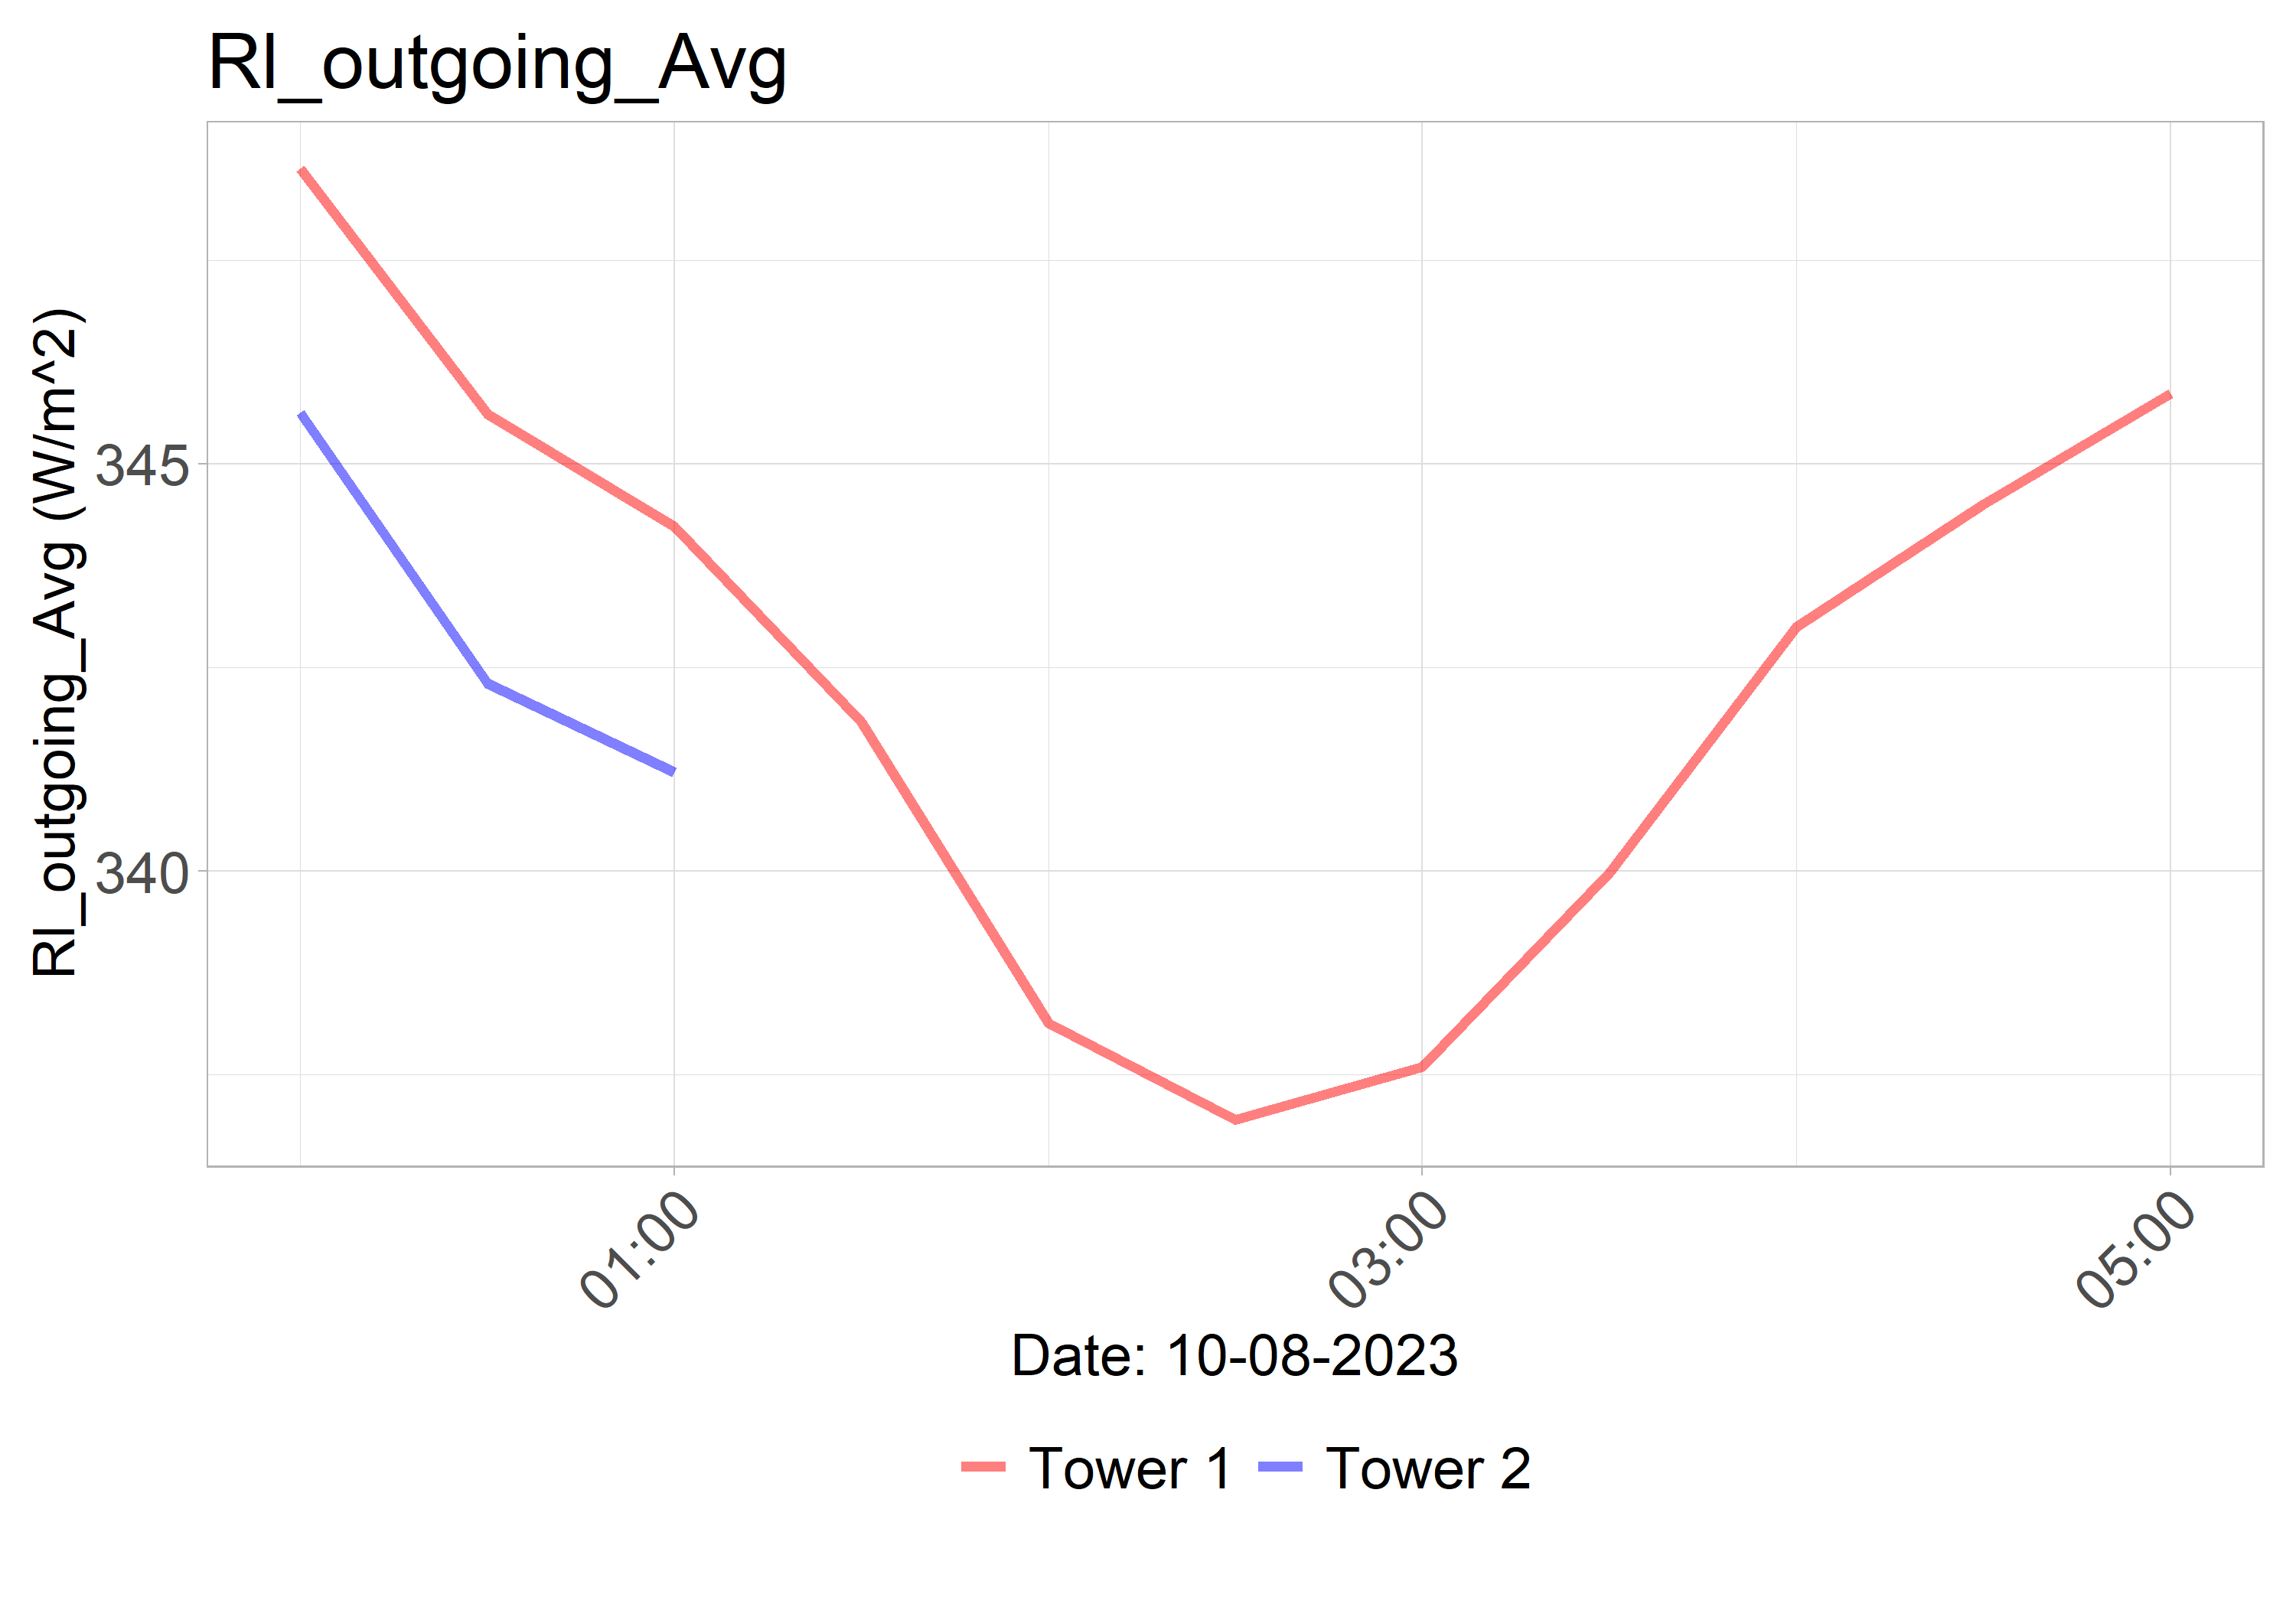 Rl_outgoing_Avg
Rl_outgoing_Avg (W/m^2)
345
340
01:00
03:00
05:00
Date: 10-08-2023
Tower 1
Tower 2